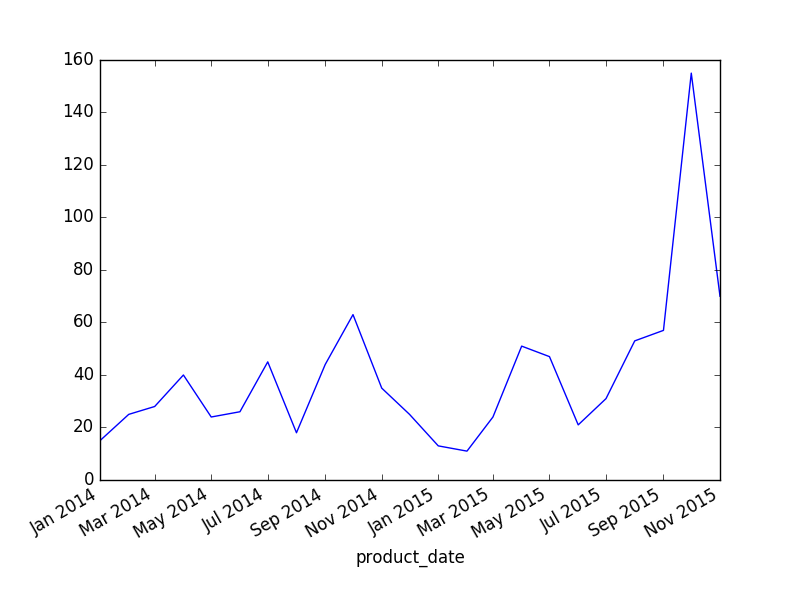 160
140
120
100
80
60
40
20
0
Jan 2014
Mar 2014
May 2014
Jul 2014
Sep 2014
Nov 2014
Jan 2015
Mar 2015
May 2015
Jul 2015
Sep 2015
Nov 2015
product_date